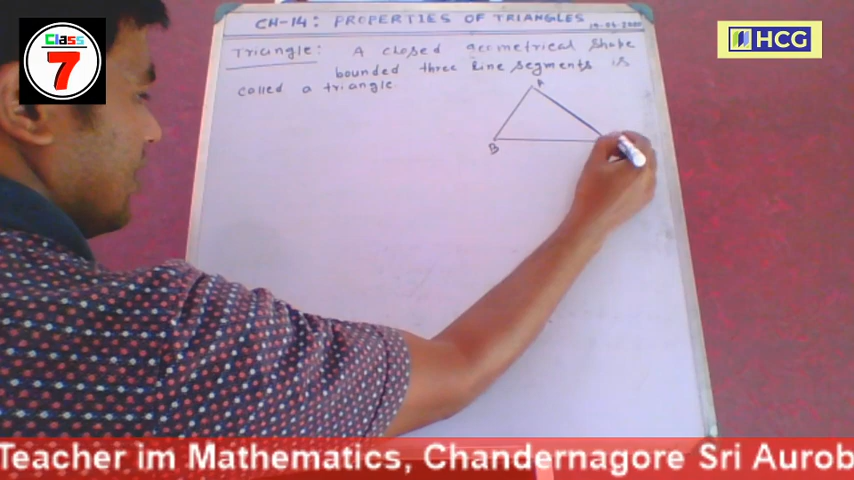 Class
7
HCG
CH-14: PROPERTIES OF TRIANGLES
Triangle: A closed geometrical shape
bounded three line segments is
called a triangle.
A
B
Teacher im Mathematics, Chandernagore Sri Aurob